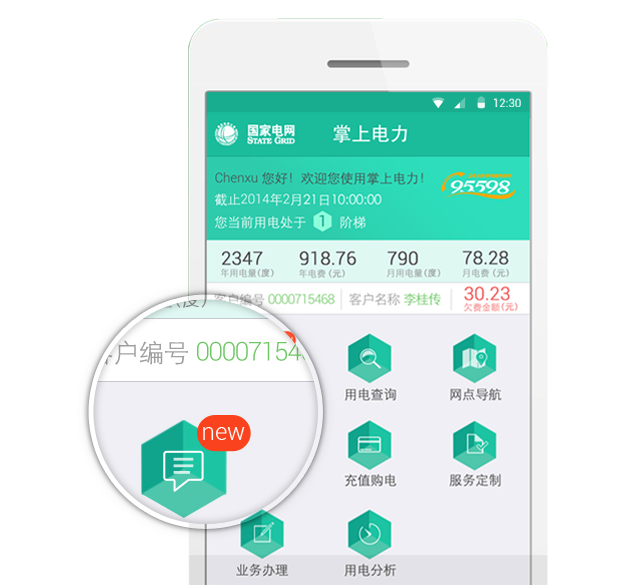 12:30
国家电网
STATE GRID
掌上电力
Chenxu 您好！欢迎您使用掌上电力！
95598
截止2014年2月21日10:00:00
您当前用电处于 1 阶梯
2347 918.76 790 78.28
年用电量(度) 年电费 (元) 月用电量(度) 月电费 (元)
客户编号 0000715468 客户名称 李桂传 30.23
欠费金额(元)
度)
户编号 0000715
new
用电查询 网点导航
充值购电 服务定制
业务办理 用电分析